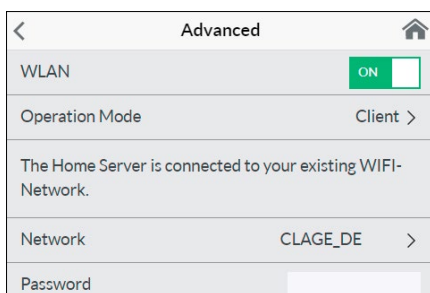 Advanced
WLAN ON
Operation Mode Client
The Home Server is connected to your existing WIFI-
Network.
Network CLAGE_DE
Password